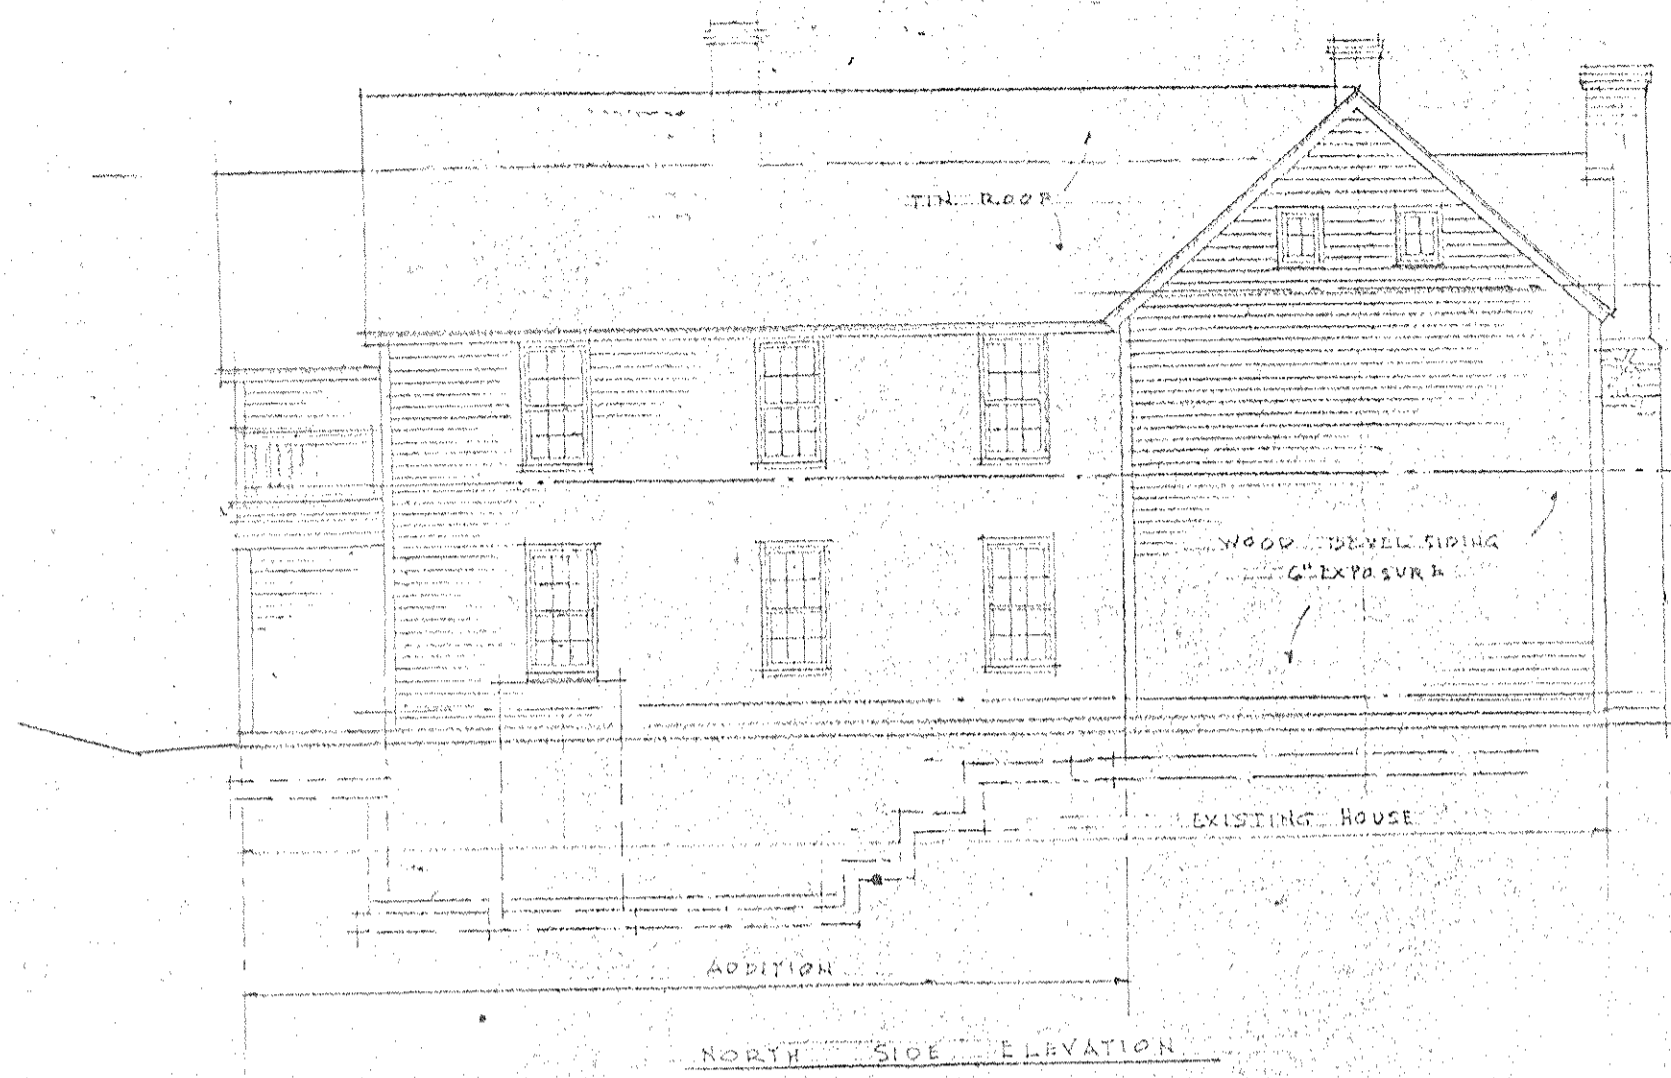 TIN ROOF
WOOD BEVEL SIDING
6" EXPOSURE
EXISTING HOUSE
ADDITION
NORTH SIDE ELEVATION